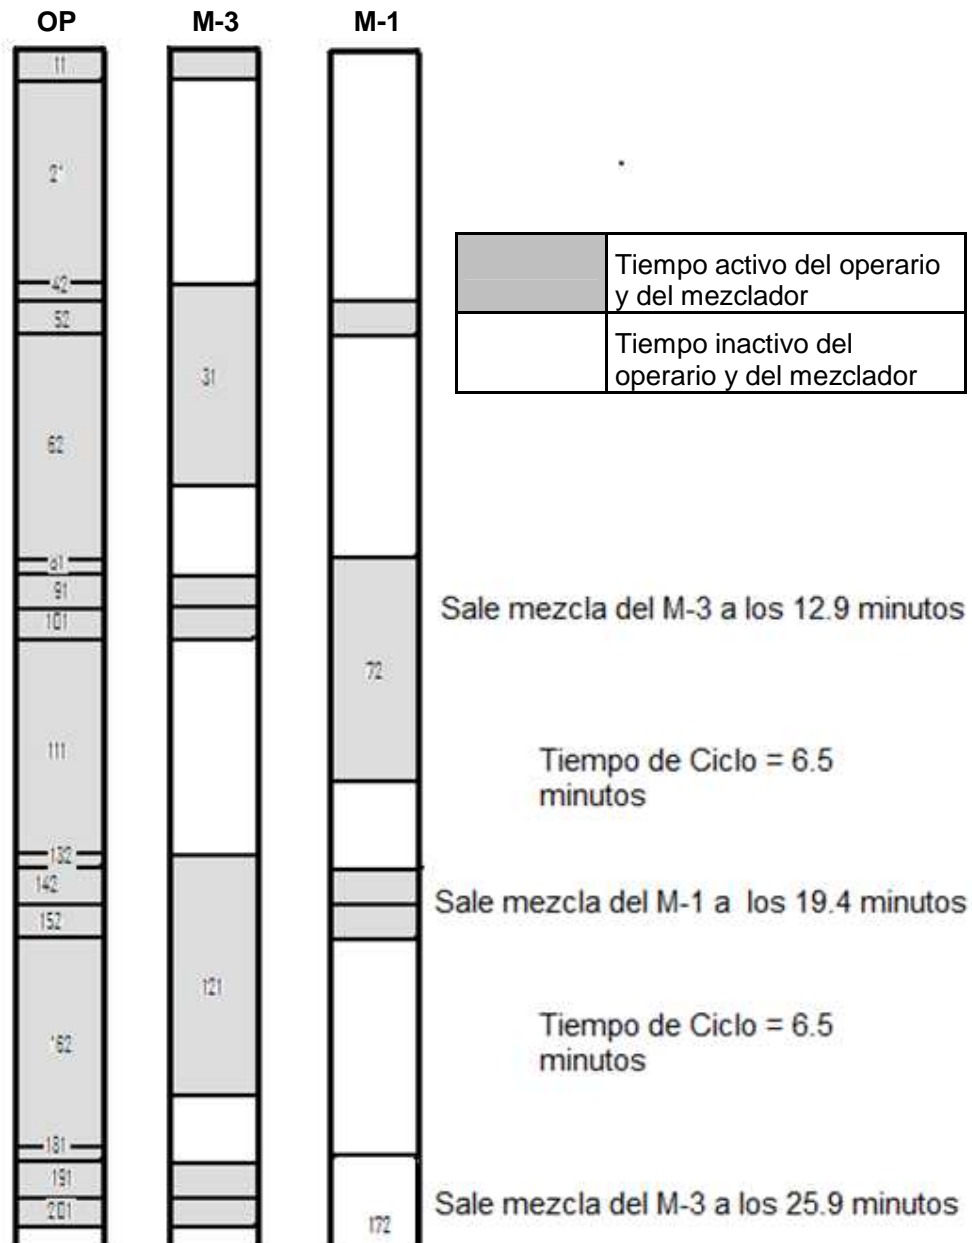 OP M-3 M-1
11
2'
42
52
31
62
91
101
72
111
132
142
152
121
162
181
191
201
172
Tiempo activo del operario
y del mezclador
Tiempo inactivo del
operario y del mezclador
Sale mezcla del M-3 a los 12.9 minutos
Tiempo de Ciclo = 6.5
minutos
Sale mezcla del M-1 a los 19.4 minutos
Tiempo de Ciclo = 6.5
minutos
Sale mezcla del M-3 a los 25.9 minutos